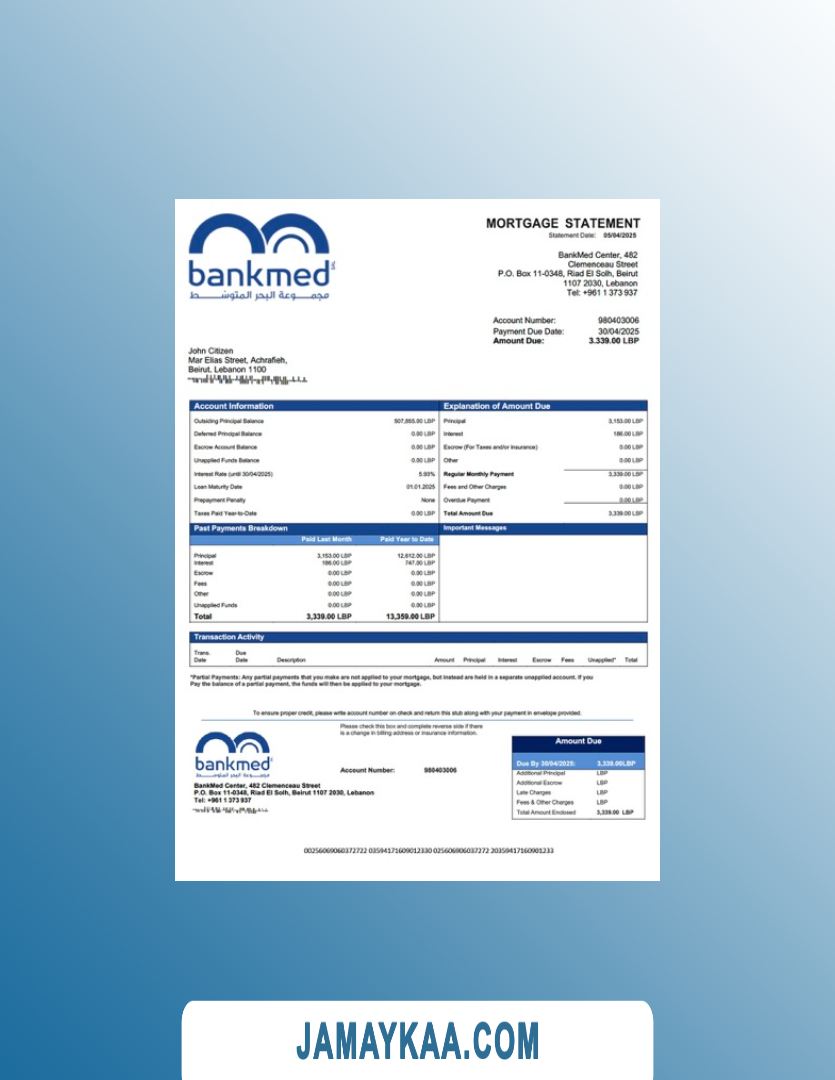 bankmed SAL
مجموعة البحر المتوسط
MORTGAGE STATEMENT
Statement Date: 05/04/2025
BankMed Center, 482
Clemenceau Street
P.O. Box 11-0348, Riad El Solh, Beirut
1107 2030, Lebanon
Tel: +961 1 373 937
Account Number: 980403006
Payment Due Date: 30/04/2025
Amount Due: 3.339.00 LBP
John Citizen
Mar Elias Street, Achrafieh,
Beirut. Lebanon 1100
Account Information
Outsiding Principal Balance 507,855.00 LBP
Deferred Principal Balance 0.00 LBP
Escrow Account Balance 0.00 LBP
Unapplied Funds Balance 0.00 LBP
Interest Rate (until 30/04/2025) 5.93%
Loan Maturity Date 01.01.2025
Prepayment Penalty None
Taxes Paid Year-to-Date 0.00 LBP
Explanation of Amount Due
Principal 3,153.00 LBP
Interest 186.00 LBP
Escrow (For Taxes and/or insurance) 0.00 LBP
Other 0.00 LBP
Regular Monthly Payment 3,339.00 LBP
Fees and Other Charges 0.00 LBP
Overdue Payment 0.00 LBP
Total Amount Due 3,339.00 LBP
Past Payments Breakdown
Paid Last Month Paid Year to Date
Principal 3,153.00 LBP 12,612.00 LBP
Interest 186.00 LBP 747.00 LBP
Escrow 0.00 LBP 0.00 LBP
Fees 0.00 LBP 0.00 LBP
Other 0.00 LBP 0.00 LBP
Unapplied Funds 0.00 LBP 0.00 LBP
Total 3,339.00 LBP 13,359.00 LBP
Important Messages
Transaction Activity
Trans. Date Due Date Description Amount Principal Interest Escrow Fees Unapplied* Total
*Partial Payments: Any partial payments that you make are not applied to your mortgage, but instead are held in a separate unapplied account. If you
Pay the balance of a partial payment, the funds will then be applied to your mortgage.
To ensure proper credit, please write account number on check and return this stub along with your payment in envelope provided.
Please check this box and complete reverse side if there
is a change in billing address or insurance information.
bankmed
مجموعة البحر المتوسط
Account Number: 980403006
BankMed Center, 482 Clemenceau Street
P.O. Box 11-0348, Riad El Solh, Beirut 1107 2030, Lebanon
Tel: +961 1 373 937
Amount Due
Due By 30/04/2025: 3,339.00LBP
Additional Principal LBP
Additional Escrow LBP
Late Charges LBP
Fees & Other Charges LBP
Total Amount Enclosed 3,339.00 LBP
00256069060372722 03594171609012330 025606906037272 20359417160901233
JAMAYKAA.COM